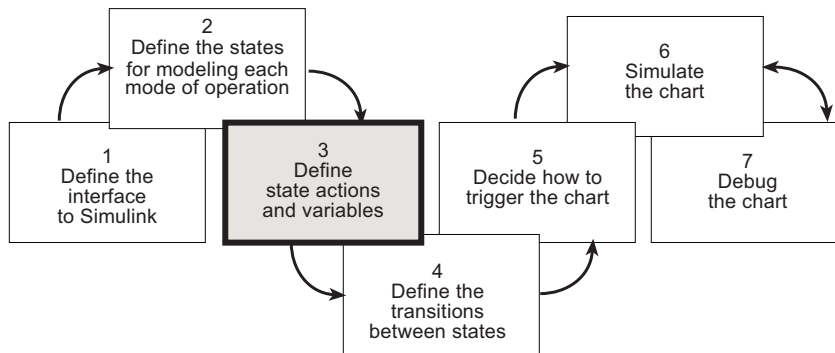 1
Define the
interface
to Simulink
2
Define the states
for modeling each
mode of operation
3
Define
state actions
and variables
4
Define the
transitions
between states
5
Decide how to
trigger the chart
6
Simulate
the chart
7
Debug
the chart